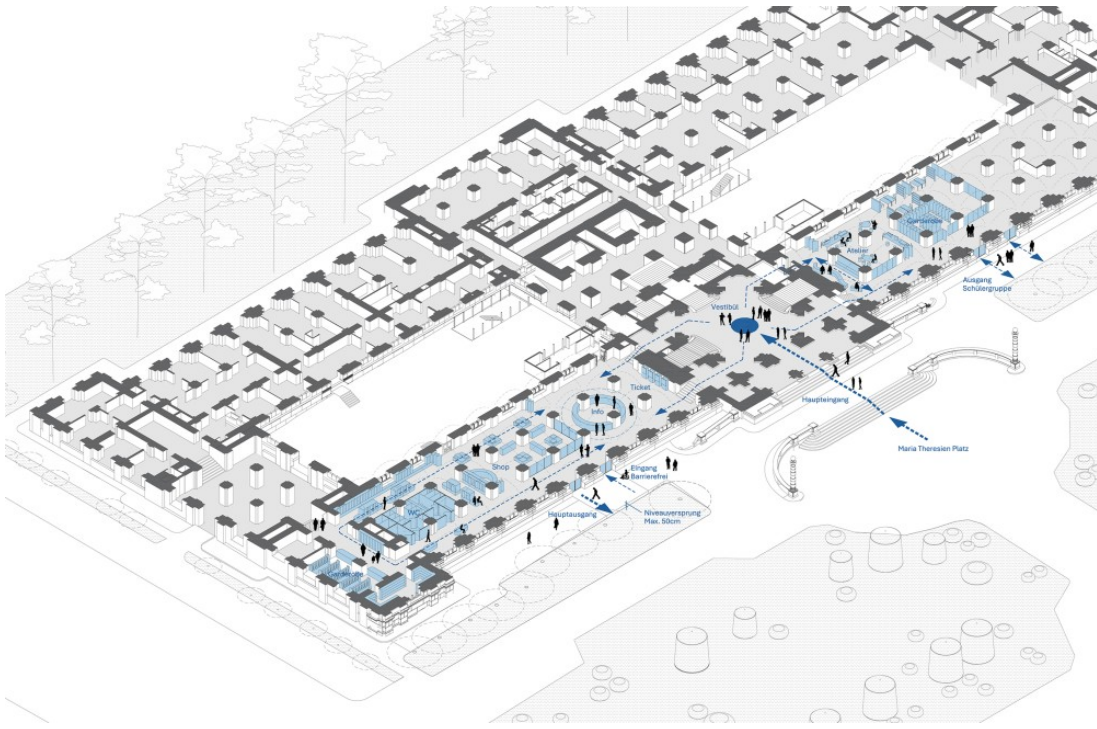 Garderobe
Atelier
Ausgang
Schülergruppe
Vestibül
Haupteingang
Maria Theresien Platz
Ticket
Info
Shop
Eingang
Barrierefrei
WC
Hauptausgang
Niveauversprung
Max. 50cm
Garderobe